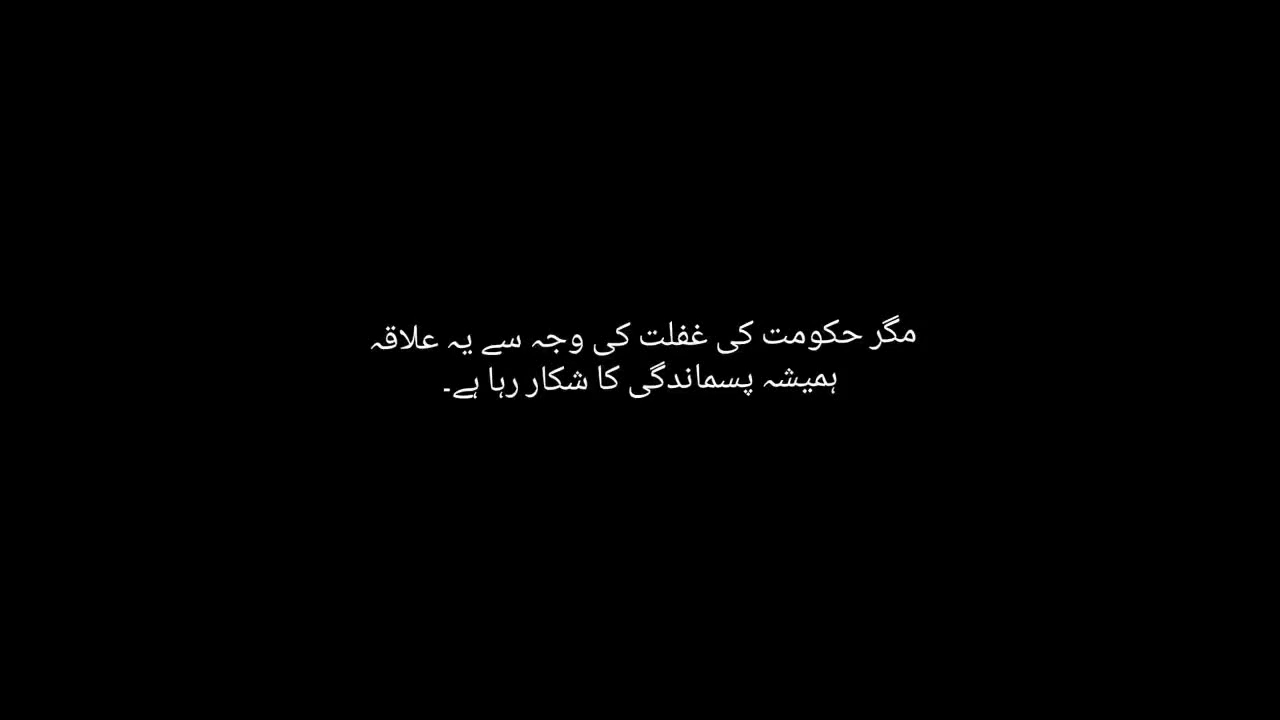 مگر حکومت کی غفلت کی وجہ سے یہ علاقہ
ہمیشہ پسماندگی کا شکار رہا ہے۔